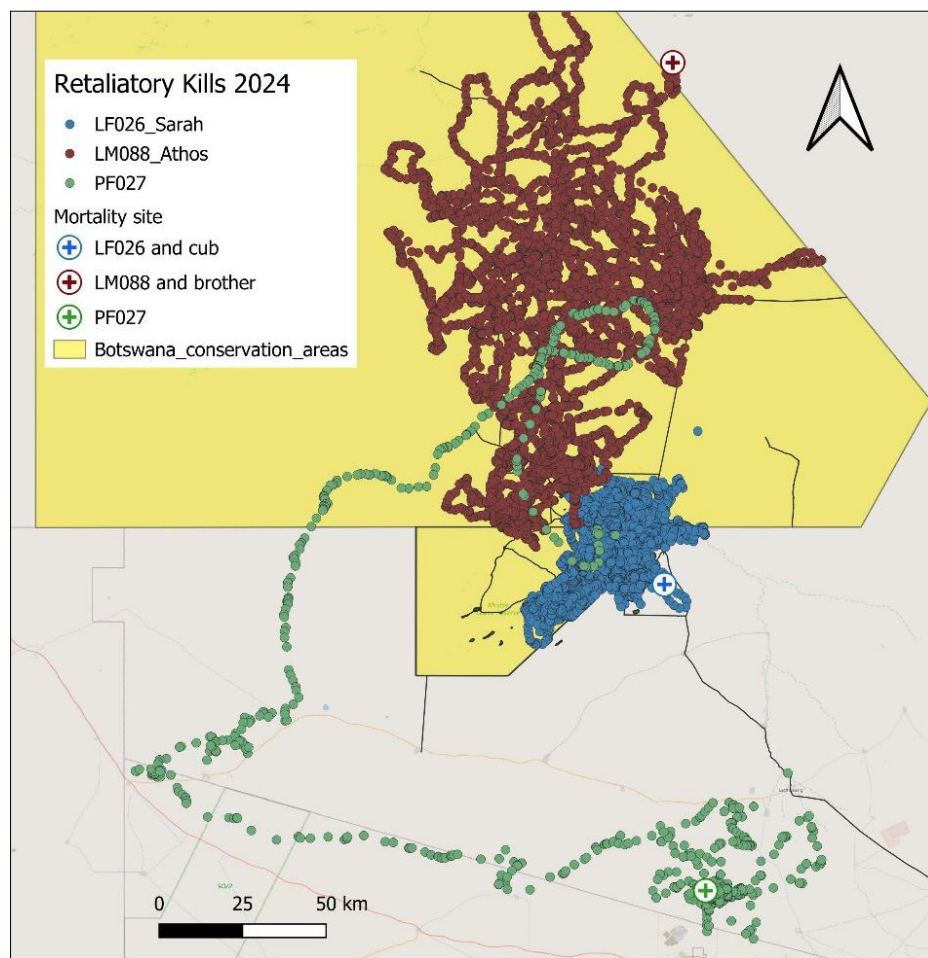 Retaliatory Kills 2024
LF026_Sarah
LM088_Athos
PF027
Mortality site
LF026 and cub
LM088 and brother
PF027
Botswana_conservation_areas
0 25 50 km